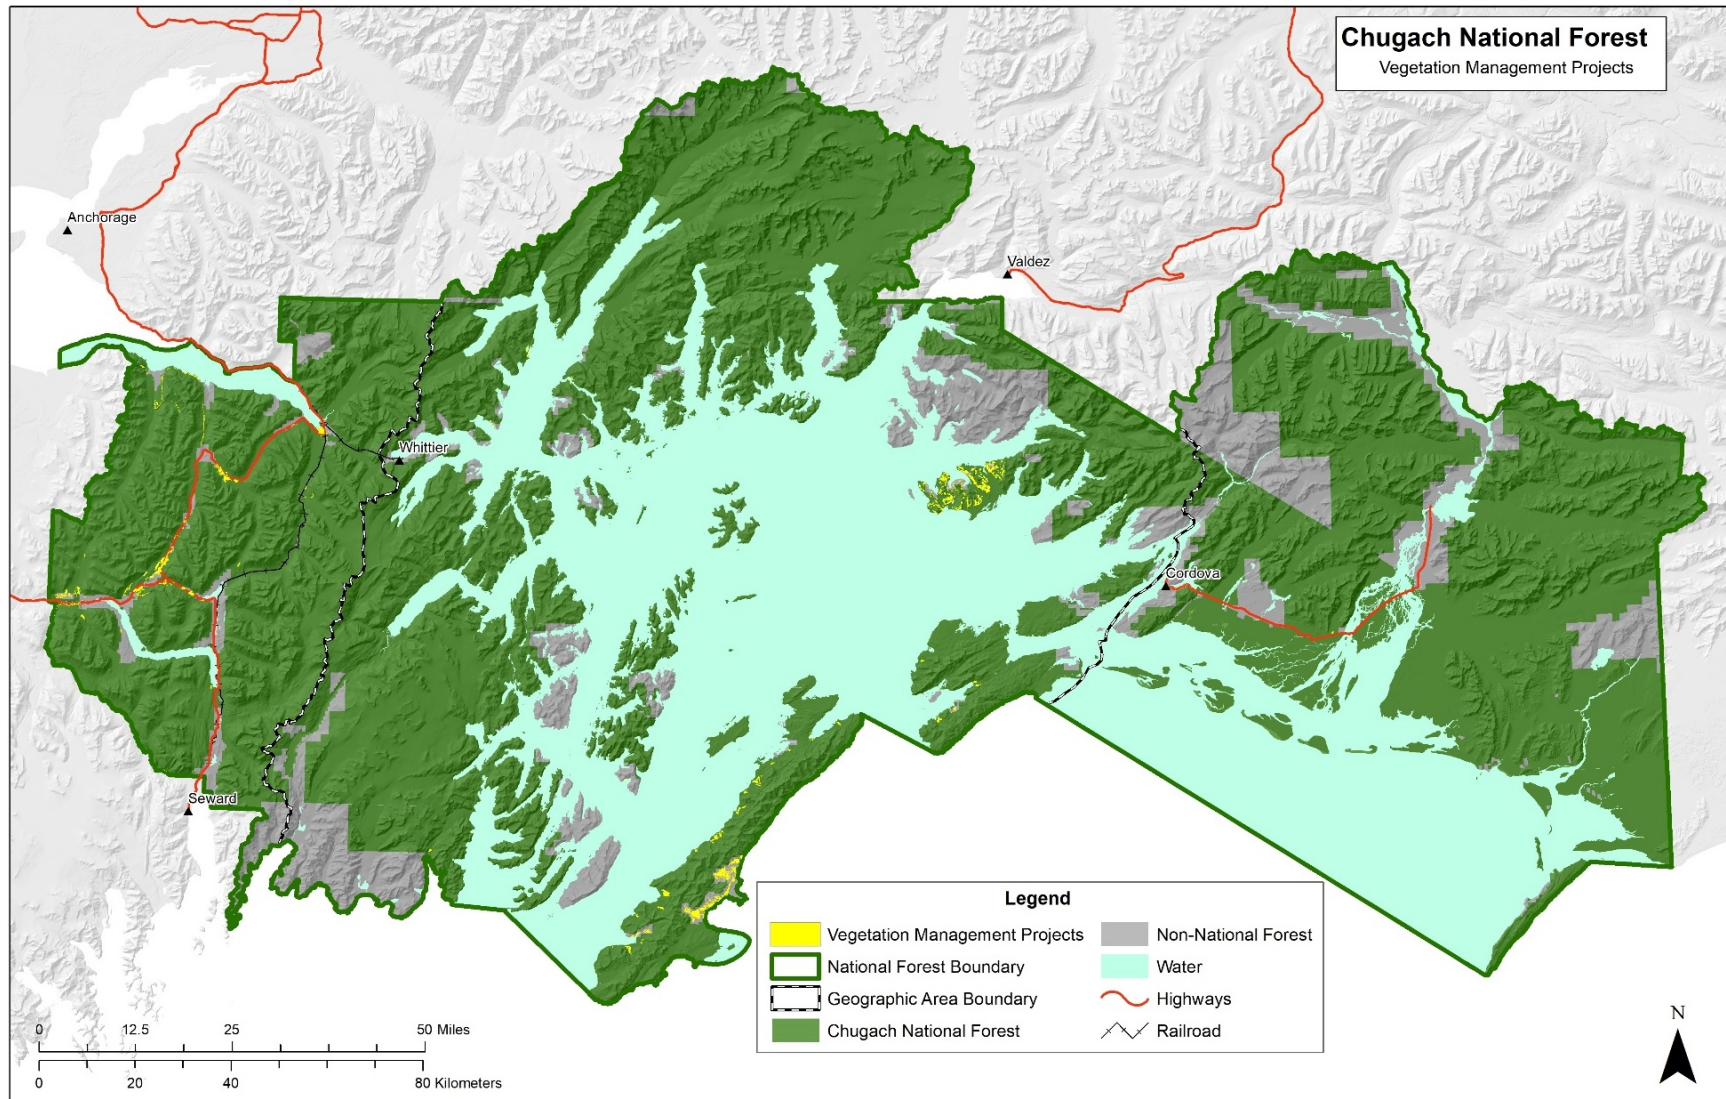 Chugach National Forest
Vegetation Management Projects
Anchorage
Valdez
Whittier
Cordova
Seward
Legend
Vegetation Management Projects
National Forest Boundary
Geographic Area Boundary
Chugach National Forest
Non-National Forest
Water
Highways
Railroad
0 12.5 25 50 Miles
0 20 40 80 Kilometers
N